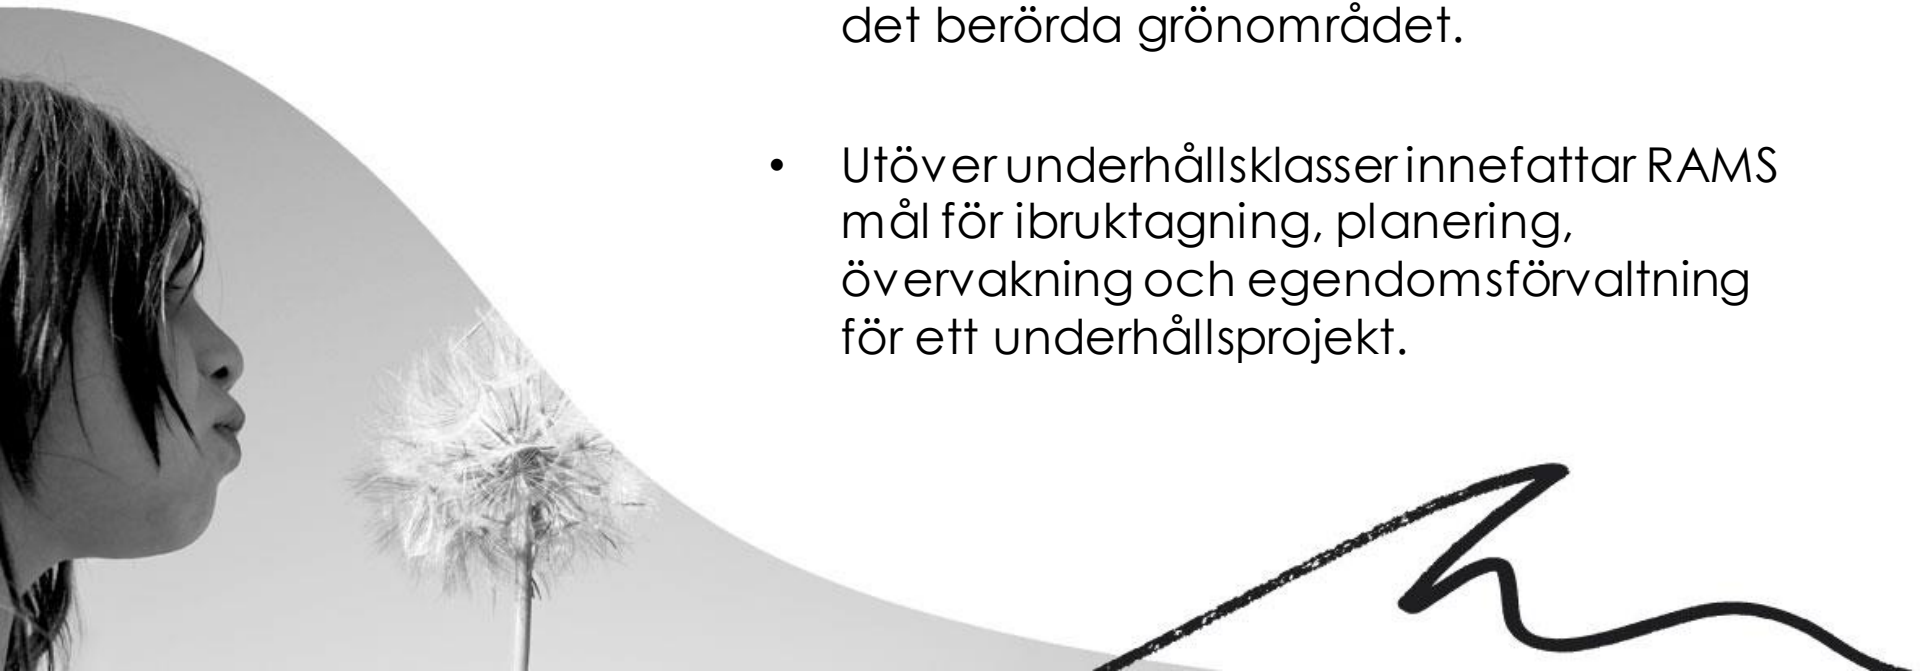 det berörda grönområdet.
• Utöver underhållsklasser innefattar RAMS
mål för ibruktagning, planering,
övervakning och egendomsförvaltning
för ett underhållsprojekt.